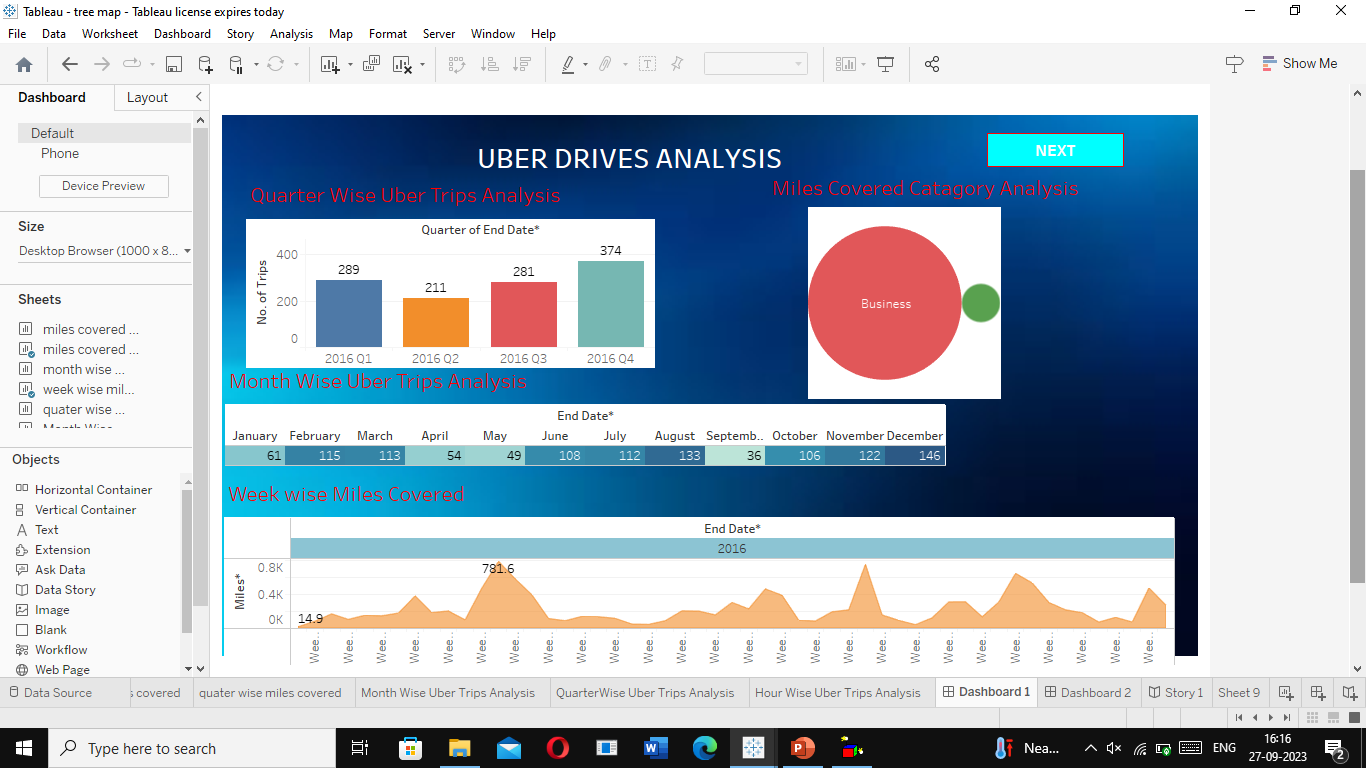 Tableau - tree map - Tableau license expires today
File Data Worksheet Dashboard Story Analysis Map Format Server Window Help
Show Me
Dashboard Layout
Default
Phone
Device Preview
Size
Desktop Browser (1000 x 8...
Sheets
miles covered ...
miles covered ...
month wise ...
week wise mil...
quater wise ...
Objects
Horizontal Container
Vertical Container
Text
Extension
Ask Data
Data Story
Image
Blank
Workflow
Web Page
UBER DRIVES ANALYSIS
NEXT
Quarter Wise Uber Trips Analysis
Quarter of End Date*
No. of Trips
400
200
0
289
211
281
374
2016 Q1 2016 Q2 2016 Q3 2016 Q4
Miles Covered Catagory Analysis
Business
Month Wise Uber Trips Analysis
End Date*
January February March April May June July August Septemb.. October November December
61 115 113 54 49 108 112 133 36 106 122 146
Week wise Miles Covered
End Date*
2016
Miles*
0.8K
0.4K
0K
781.6
14.9
Wee.. Wee.. Wee.. Wee.. Wee.. Wee.. Wee.. Wee.. Wee.. Wee.. Wee.. Wee.. Wee.. Wee.. Wee.. Wee.. Wee.. Wee.. Wee.. Wee.. Wee.. Wee.. Wee.. Wee.. Wee.. Wee..
Data Source s covered quater wise miles covered Month Wise Uber Trips Analysis QuarterWise Uber Trips Analysis Hour Wise Uber Trips Analysis Dashboard 1 Dashboard 2 Story 1 Sheet 9
Type here to search
Nea...
ENG
16:16
27-09-2023
2